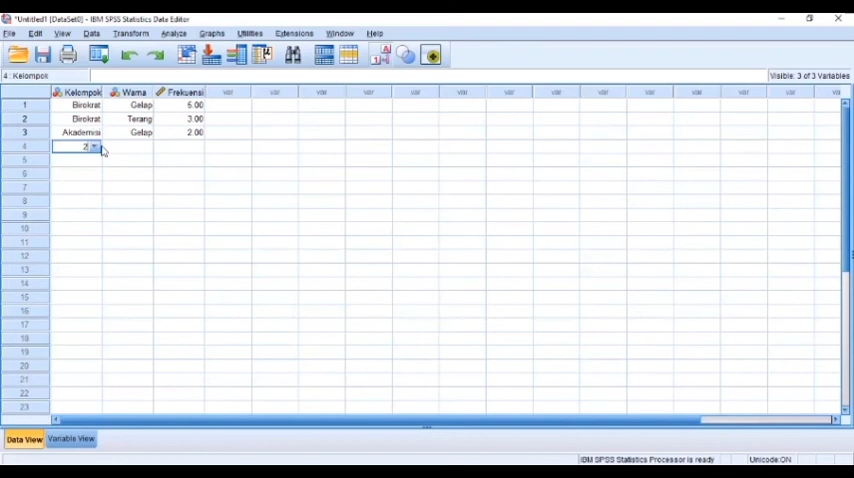 *Untitled1 [DataSet0] - IBM SPSS Statistics Data Editor
File Edit View Data Transform Analyze Graphs Utilities Extensions Window Help
4 : Kelompok Visible: 3 of 3 Variables
Kelompok Warna Frekuensi var var var var var var var var var var var var var va
1 Birokrat Gelap 5.00
2 Birokrat Terang 3.00
3 Akademisi Gelap 2.00
4 2
5
6
7
8
9
10
11
12
13
14
15
16
17
18
19
20
21
22
23
Data View Variable View
IBM SPSS Statistics Processor is ready Unicode:ON